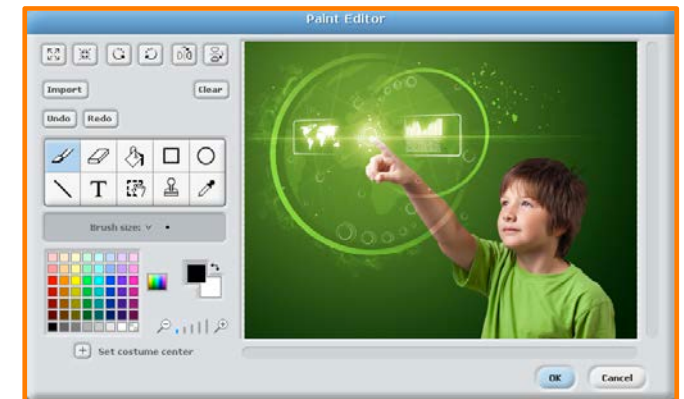 Paint Editor
Import
Clear
Undo
Redo
T
Brush size:
Set costume center
OK
Cancel